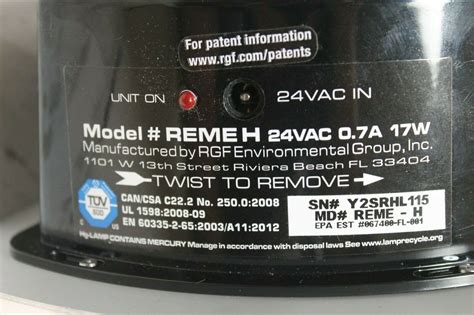 For patent information
www.rgf.com/patents
UNIT ON
24VAC IN
Model # REME H 24VAC 0.7A 17W
Manufactured by RGF Environmental Group, Inc.
1101 W 13th Street Riviera Beach FL 33404
TWIST TO REMOVE
TÜV
SÜD
CAN/CSA C22.2 No. 250.0:2008
UL 1598:2008-09
EN 60335-2-65:2003/A11:2012
SN# Y2SRHL115
MD# REME - H
EPA EST #067400-FL-001
Hg-LAMP CONTAINS MERCURY Manage in accordance with disposal laws See www.lamprecycle.org